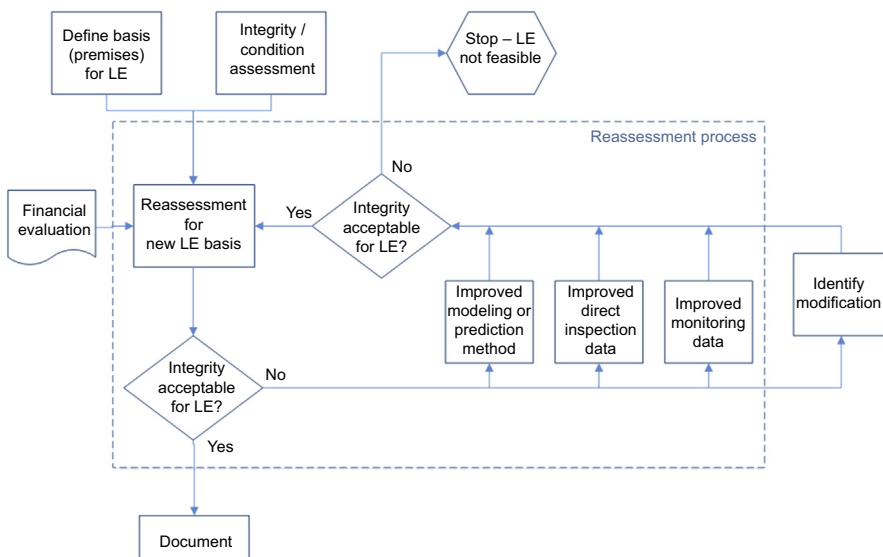 Define basis
(premises)
for LE
Integrity /
condition
assessment
Stop – LE
not feasible
Reassessment process
No
Financial
evaluation
Reassessment
for
new LE basis
Yes
Integrity
acceptable
for LE?
Improved
modeling or
prediction
method
Improved
direct
inspection
data
Improved
monitoring
data
Identify
modification
Integrity
acceptable
for LE?
No
Yes
Document